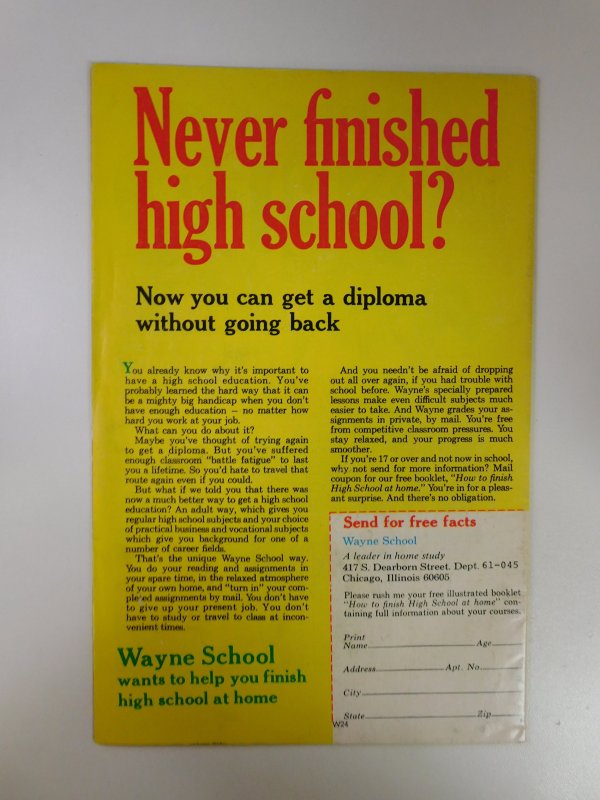 Never finished
high school?
Now you can get a diploma
without going back
You already know why it's important to
have a high school education. You've
probably learned the hard way that it can
be a mighty big handicap when you don't
have enough education – no matter how
hard you work at your job.
What can you do about it?
Maybe you've thought of trying again
to get a diploma. But you've suffered
enough classroom "battle fatigue" to last
you a lifetime. So you'd hate to travel that
route again even if you could.
But what if we told you that there was
now a much better way to get a high school
education? An adult way, which gives you
regular high school subjects and your choice
of practical business and vocational subjects
which give you background for one of a
number of career fields.
That's the unique Wayne School way.
You do your reading and assignments in
your spare time, in the relaxed atmosphere
of your own home, and "turn in" your com-
pleted assignments by mail. You don't have
to give up your present job. You don't
have to study or travel to class at incon-
venient times.
Wayne School
wants to help you finish
high school at home
And you needn't be afraid of dropping
out all over again, if you had trouble with
school before. Wayne's specially prepared
lessons make even difficult subjects much
easier to take. And Wayne grades your as-
signments in private, by mail. You're free
from competitive classroom pressures. You
stay relaxed, and your progress is much
smoother.
If you're 17 or over and not now in school,
why not send for more information? Mail
coupon for our free booklet, "How to finish
High School at home." You're in for a pleas-
ant surprise. And there's no obligation.
Send for free facts
Wayne School
A leader in home study
417 S. Dearborn Street. Dept. 61-045
Chicago, Illinois 60605
Please rush me your free illustrated booklet
"How to finish High School at home" con-
taining full information about your courses.
Print
Name Age
Address Apt. No.
City
State Zip
W24